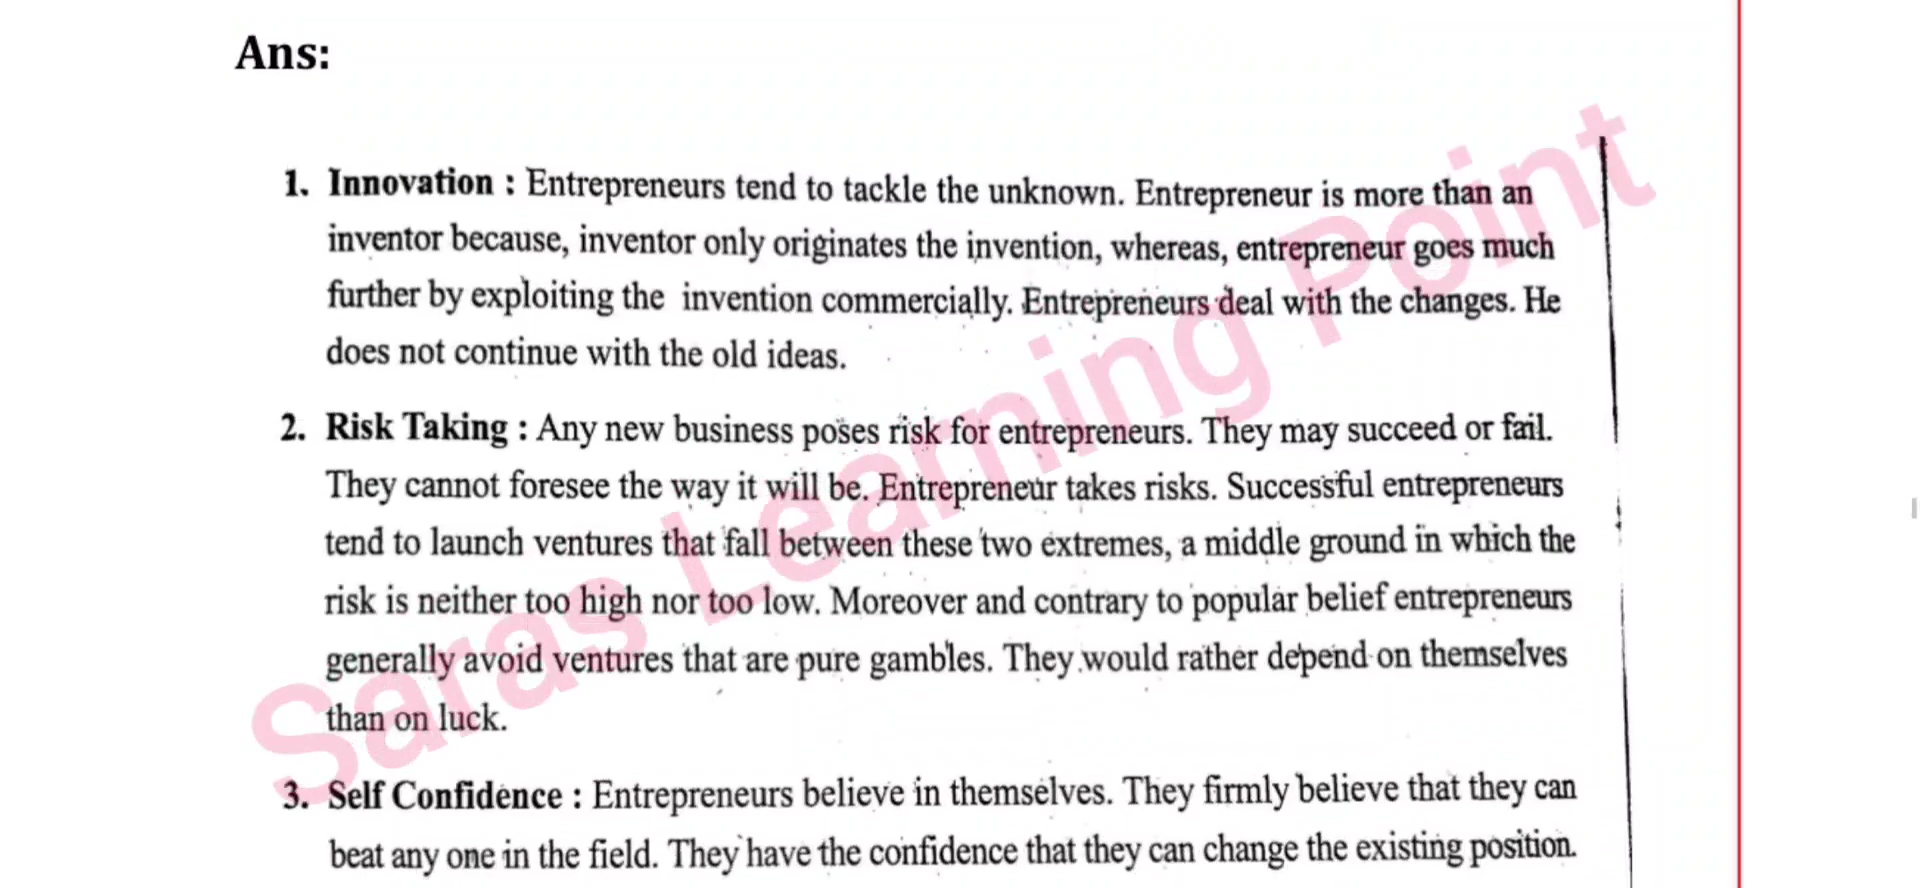 Ans:
1. Innovation : Entrepreneurs tend to tackle the unknown. Entrepreneur is more than an
inventor because, inventor only originates the invention, whereas, entrepreneur goes much
further by exploiting the invention commercially. Entrepreneurs deal with the changes. He
does not continue with the old ideas.
2. Risk Taking : Any new business poses risk for entrepreneurs. They may succeed or fail.
They cannot foresee the way it will be. Entrepreneur takes risks. Successful entrepreneurs
tend to launch ventures that fall between these two extremes, a middle ground in which the
risk is neither too high nor too low. Moreover and contrary to popular belief entrepreneurs
generally avoid ventures that are pure gambles. They would rather depend on themselves
than on luck.
3. Self Confidence : Entrepreneurs believe in themselves. They firmly believe that they can
beat any one in the field. They have the confidence that they can change the existing position.
Saras Learning Point